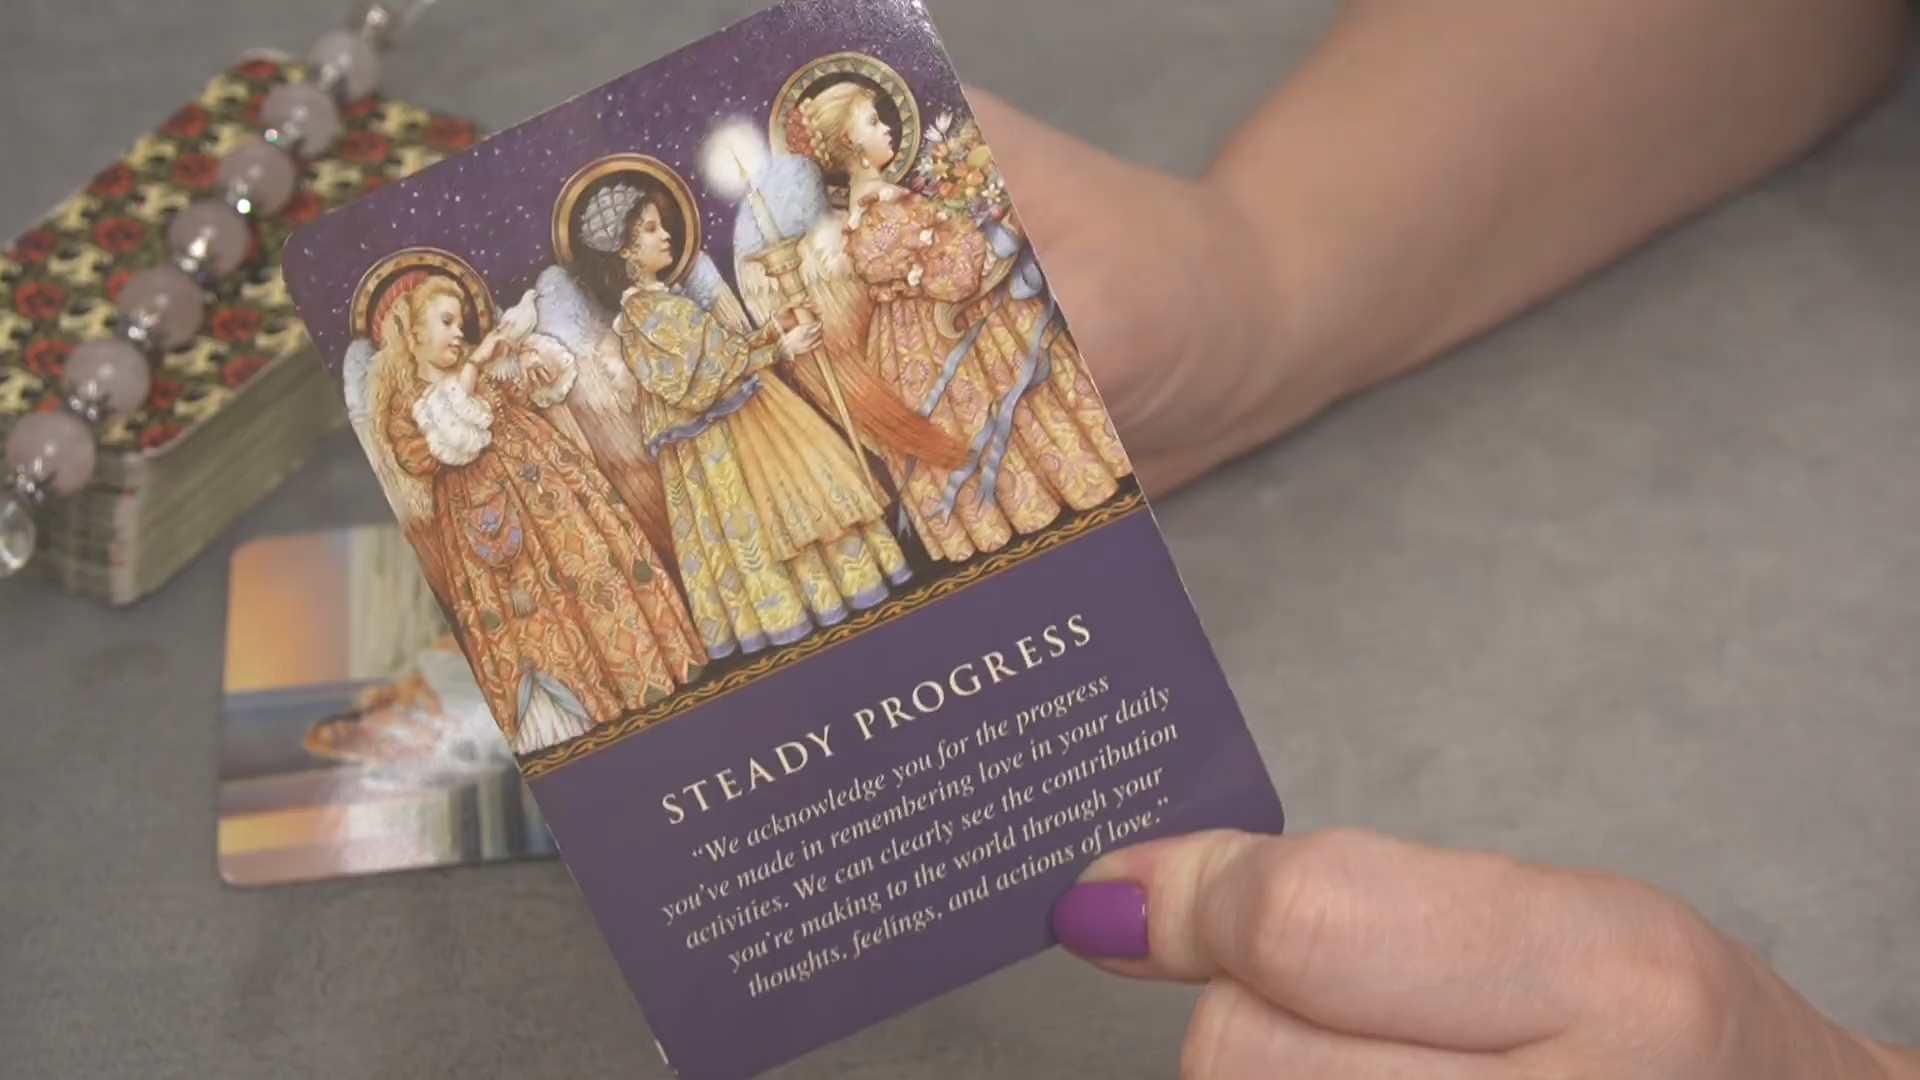 STEADY PROGRESS
“We acknowledge you for the progress
you’ve made in remembering love in your daily
activities. We can clearly see the contribution
you’re making to the world through your
thoughts, feelings, and actions of love.”